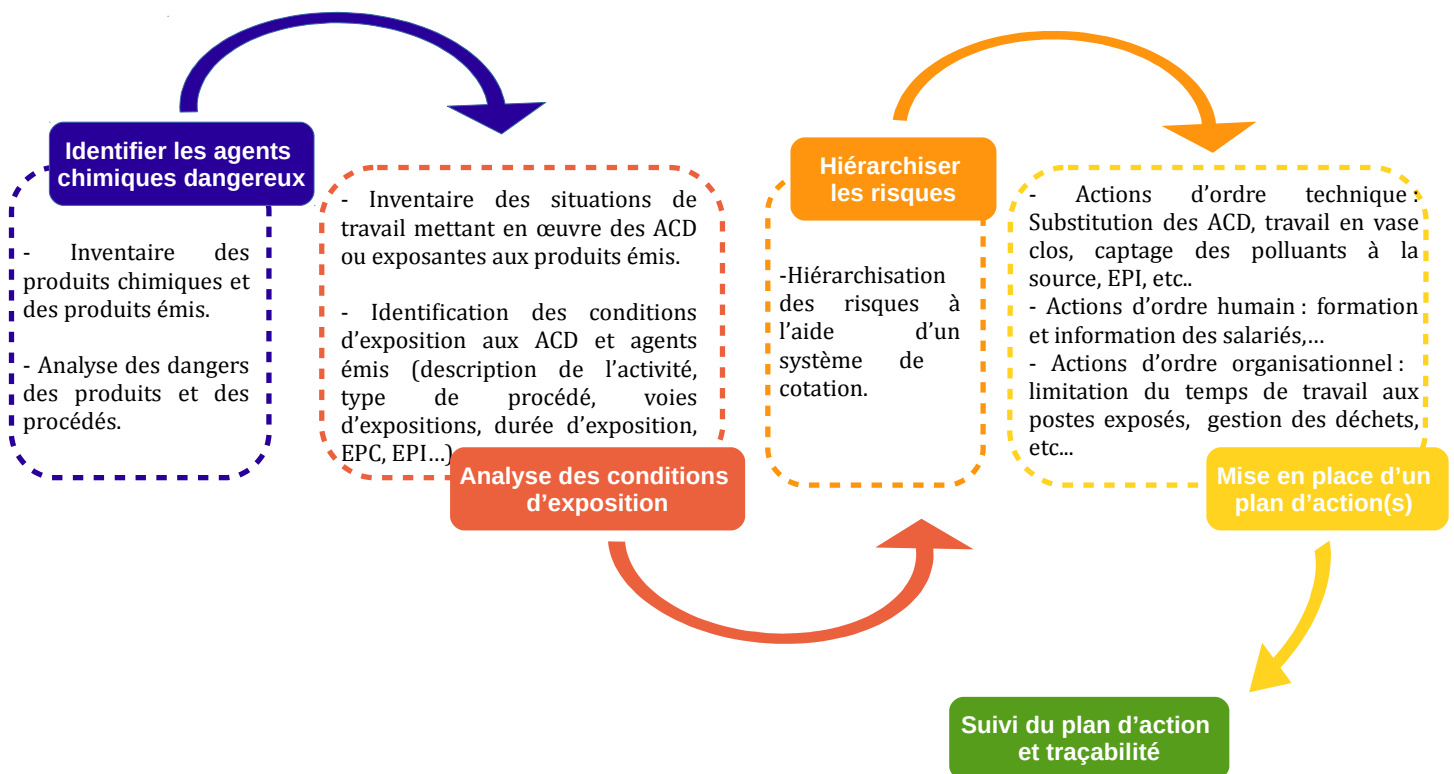 Identifier les agents
chimiques dangereux
- Inventaire des
produits chimiques et
des produits émis.
- Analyse des dangers
des produits et des
procédés.
- Inventaire des situations de
travail mettant en œuvre des ACD
ou exposantes aux produits émis.
- Identification des conditions
d’exposition aux ACD et agents
émis (description de l’activité,
type de procédé, voies
d’expositions, durée d’exposition,
EPC, EPI…)
Analyse des conditions
d’exposition
Hiérarchiser
les risques
-Hiérarchisation
des risques à
l’aide d’un
système de
cotation.
- Actions d’ordre technique :
Substitution des ACD, travail en vase
clos, captage des polluants à la
source, EPI, etc..
- Actions d’ordre humain : formation
et information des salariés,…
- Actions d’ordre organisationnel :
limitation du temps de travail aux
postes exposés, gestion des déchets,
etc...
Mise en place d’un
plan d’action(s)
Suivi du plan d’action
et traçabilité